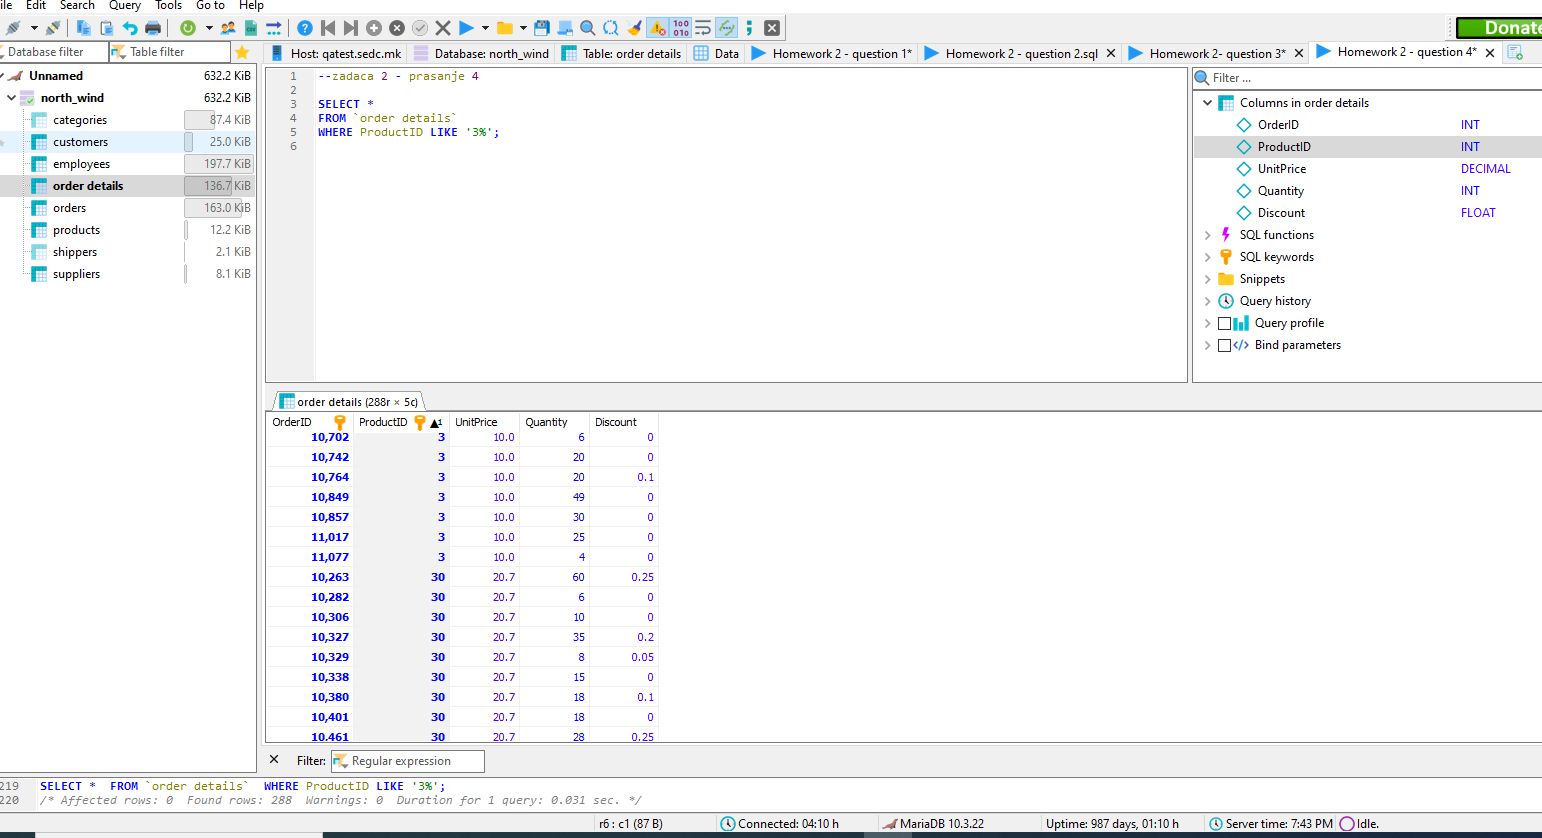 ile Edit Search Query Tools Go to Help
Donate
Database filter Table filter
Host: qatest.sedc.mk Database: north_wind Table: order details Data Homework 2 - question 1* Homework 2 - question 2.sql Homework 2- question 3* Homework 2 - question 4*
Unnamed 632.2 KiB
north_wind 632.2 KiB
categories 87.4 KiB
customers 25.0 KiB
employees 197.7 KiB
order details 136.7 KiB
orders 163.0 KiB
products 12.2 KiB
shippers 2.1 KiB
suppliers 8.1 KiB
1 --zadaca 2 - prasanje 4
2
3 SELECT *
4 FROM `order details`
5 WHERE ProductID LIKE '3%';
6
Filter ...
Columns in order details
OrderID INT
ProductID INT
UnitPrice DECIMAL
Quantity INT
Discount FLOAT
SQL functions
SQL keywords
Snippets
Query history
Query profile
Bind parameters
order details (288r × 5c)
OrderID ProductID 1 UnitPrice Quantity Discount
10,702 3 10.0 6 0
10,742 3 10.0 20 0
10,764 3 10.0 20 0.1
10,849 3 10.0 49 0
10,857 3 10.0 30 0
11,017 3 10.0 25 0
11,077 3 10.0 4 0
10,263 30 20.7 60 0.25
10,282 30 20.7 6 0
10,306 30 20.7 10 0
10,327 30 20.7 35 0.2
10,329 30 20.7 8 0.05
10,338 30 20.7 15 0
10,380 30 20.7 18 0.1
10,401 30 20.7 18 0
10,461 30 20.7 28 0.25
Filter: Regular expression
219 SELECT * FROM `order details` WHERE ProductID LIKE '3%';
220 /* Affected rows: 0 Found rows: 288 Warnings: 0 Duration for 1 query: 0.031 sec. */
r6 : c1 (87 B) Connected: 04:10 h MariaDB 10.3.22 Uptime: 987 days, 01:10 h Server time: 7:43 PM Idle.